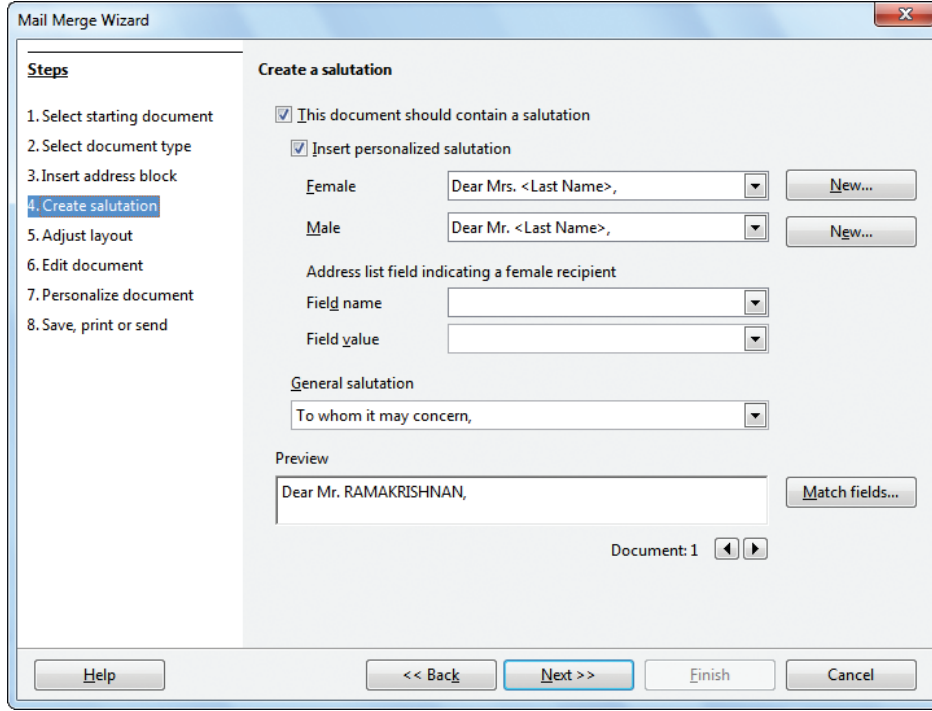 Mail Merge Wizard
x
Steps
1. Select starting document
2. Select document type
3. Insert address block
4. Create salutation
5. Adjust layout
6. Edit document
7. Personalize document
8. Save, print or send
Create a salutation
This document should contain a salutation
Insert personalized salutation
Female Dear Mrs. <Last Name>, New...
Male Dear Mr. <Last Name>, New...
Address list field indicating a female recipient
Field name
Field value
General salutation
To whom it may concern,
Preview
Dear Mr. RAMAKRISHNAN,
Match fields...
Document: 1
Help << Back Next >> Finish Cancel